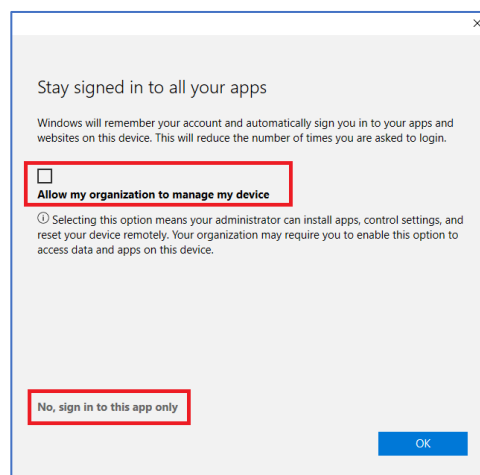 Stay signed in to all your apps
Windows will remember your account and automatically sign you in to your apps and
websites on this device. This will reduce the number of times you are asked to login.
Allow my organization to manage my device
Selecting this option means your administrator can install apps, control settings, and
reset your device remotely. Your organization may require you to enable this option to
access data and apps on this device.
No, sign in to this app only
OK